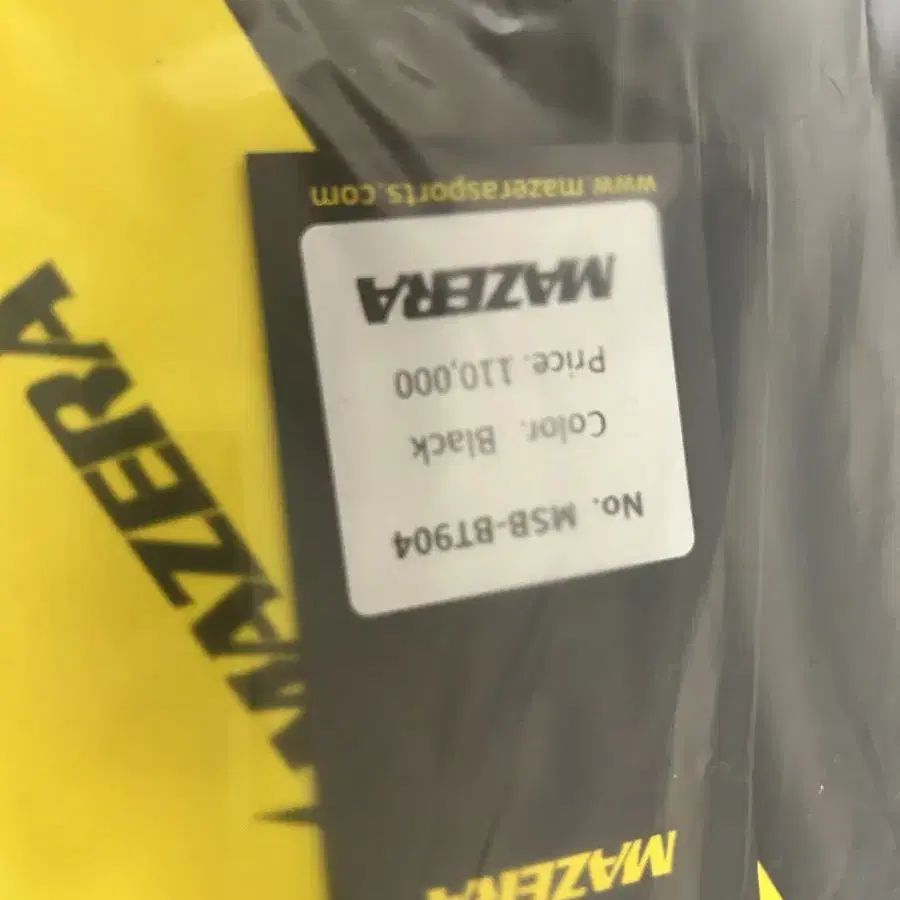 MAZERA
No. MSB-BT904
Color. Black
Price. 110,000
MAZERA
www.mazerasports.com
MAZERA